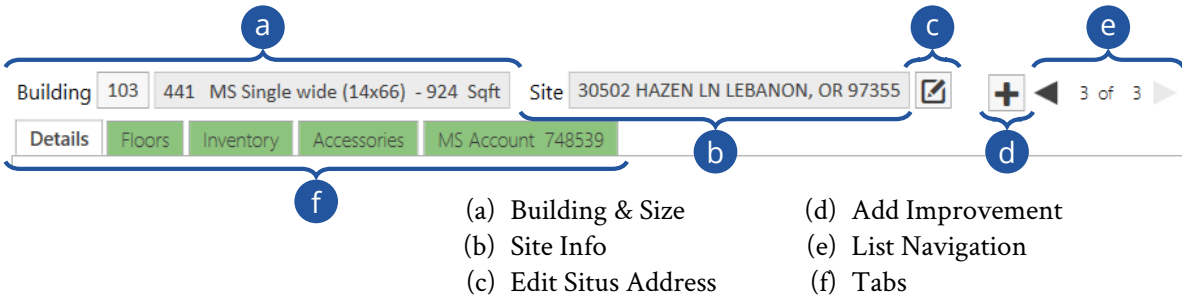 a
c
e
Building 103 441 MS Single wide (14x66) - 924 Sqft Site 30502 HAZEN LN LEBANON, OR 97355 3 of 3
Details Floors Inventory Accessories MS Account 748539
b
d
f
(a) Building & Size
(d) Add Improvement
(b) Site Info
(e) List Navigation
(c) Edit Situs Address
(f) Tabs